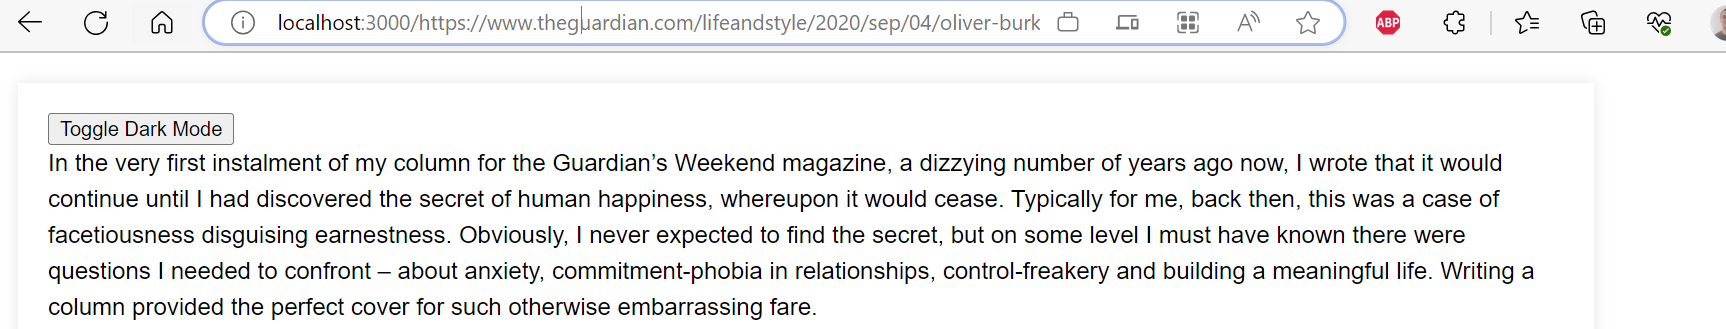 localhost:3000/https://www.theguardian.com/lifeandstyle/2020/sep/04/oliver-burk
ABP
Toggle Dark Mode
In the very first instalment of my column for the Guardian’s Weekend magazine, a dizzying number of years ago now, I wrote that it would
continue until I had discovered the secret of human happiness, whereupon it would cease. Typically for me, back then, this was a case of
facetiousness disguising earnestness. Obviously, I never expected to find the secret, but on some level I must have known there were
questions I needed to confront – about anxiety, commitment-phobia in relationships, control-freakery and building a meaningful life. Writing a
column provided the perfect cover for such otherwise embarrassing fare.